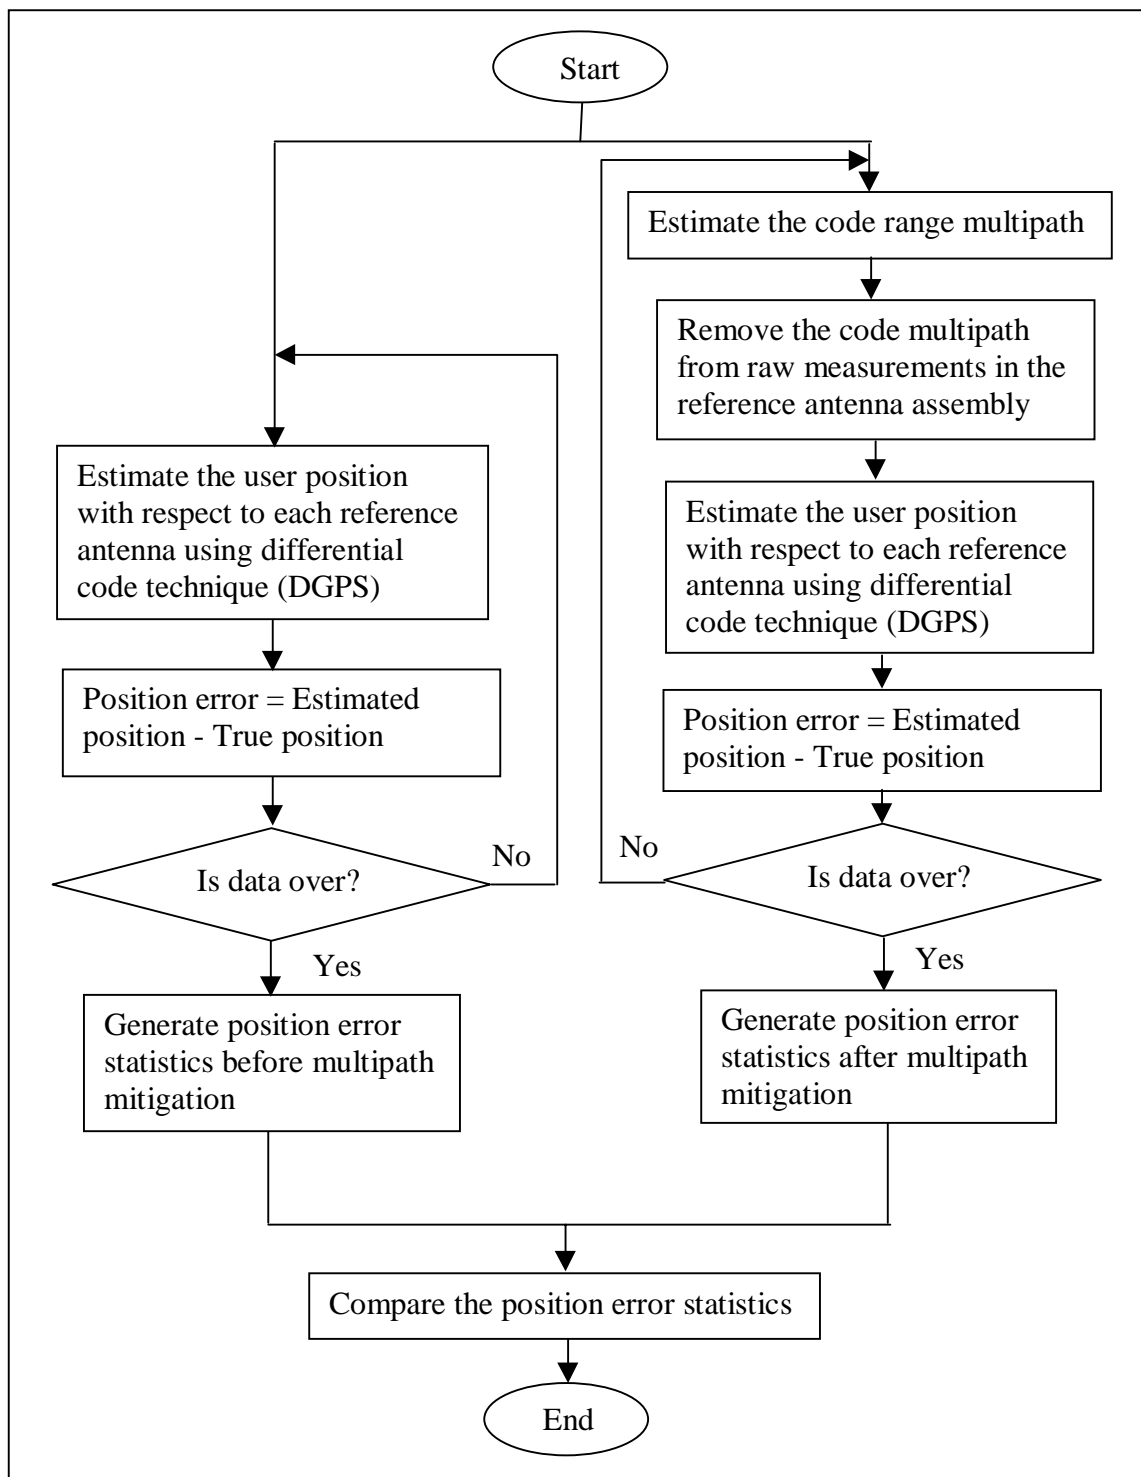 Start
Estimate the code range multipath
Remove the code multipath
from raw measurements in the
reference antenna assembly
Estimate the user position
with respect to each reference
antenna using differential
code technique (DGPS)
Position error = Estimated
position - True position
Is data over?
No
Yes
Generate position error
statistics before multipath
mitigation
Estimate the user position
with respect to each reference
antenna using differential
code technique (DGPS)
Position error = Estimated
position - True position
Is data over?
No
Yes
Generate position error
statistics after multipath
mitigation
Compare the position error statistics
End